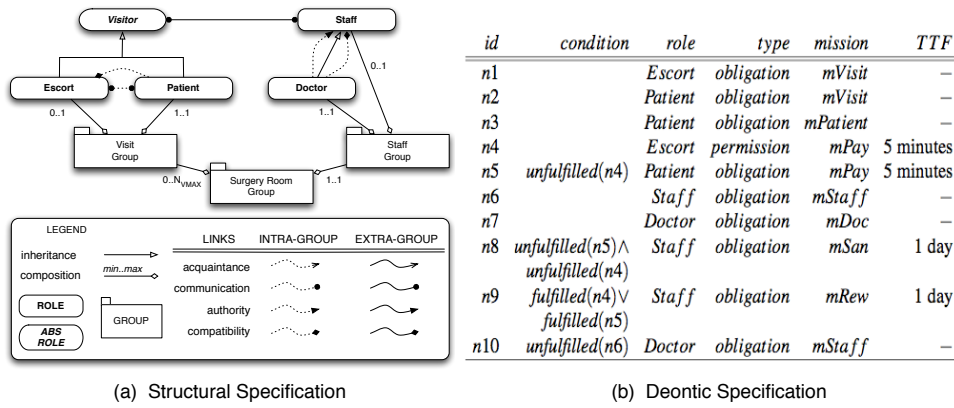 Visitor
Staff
0..1
Escort
Patient
Doctor
0..1
1..1
1..1
Visit
Group
Staff
Group
0..N VMAX
Surgery Room
Group
1..1
LEGEND
inheritance
composition
min..max
ROLE
ABS
ROLE
GROUP
LINKS INTRA-GROUP EXTRA-GROUP
acquaintance
communication
authority
compatibility
(a) Structural Specification
id condition role type mission TTF
n1 Escort obligation mVisit –
n2 Patient obligation mVisit –
n3 Patient obligation mPatient –
n4 Escort permission mPay 5 minutes
n5 unfulfilled(n4) Patient obligation mPay 5 minutes
n6 Staff obligation mStaff –
n7 Doctor obligation mDoc –
n8 unfulfilled(n5)∧ Staff obligation mSan 1 day
unfulfilled(n4)
n9 fulfilled(n4)∨ Staff obligation mRew 1 day
fulfilled(n5)
n10 unfulfilled(n6) Doctor obligation mStaff –
(b) Deontic Specification